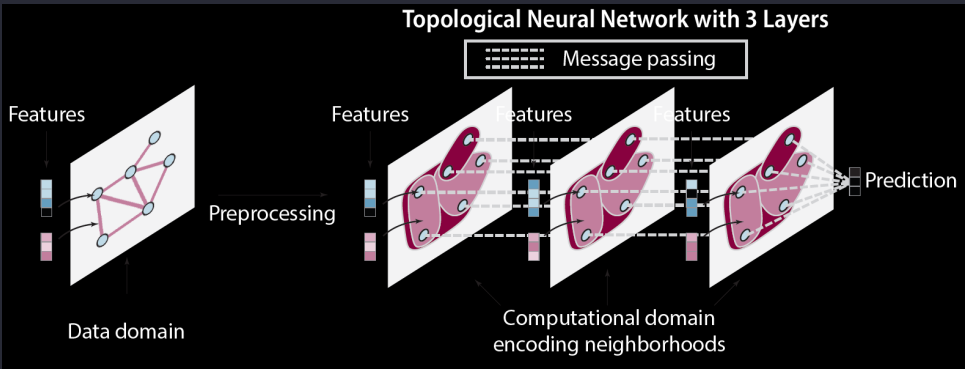 Topological Neural Network with 3 Layers
Message passing
Features
Features
Features
Features
Preprocessing
Prediction
Data domain
Computational domain
encoding neighborhoods